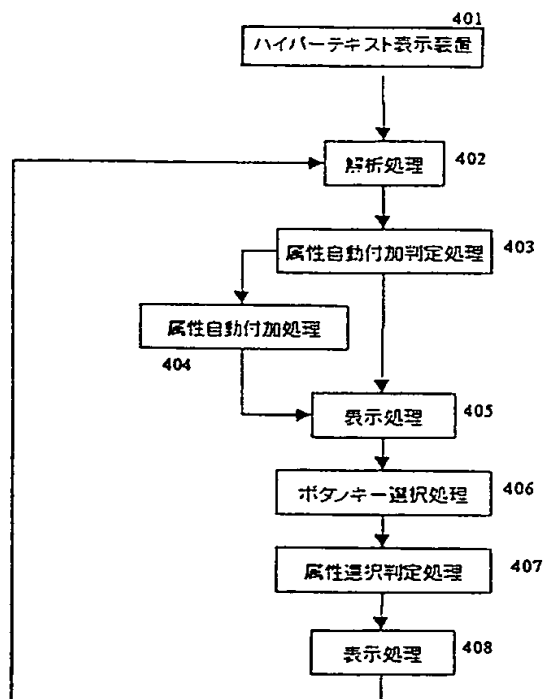 401
ハイパーテキスト表示装置
解析処理
402
属性自動付加判定処理
403
属性自動付加処理
404
表示処理
405
ボタンキー選択処理
406
属性選択判定処理
407
表示処理
408